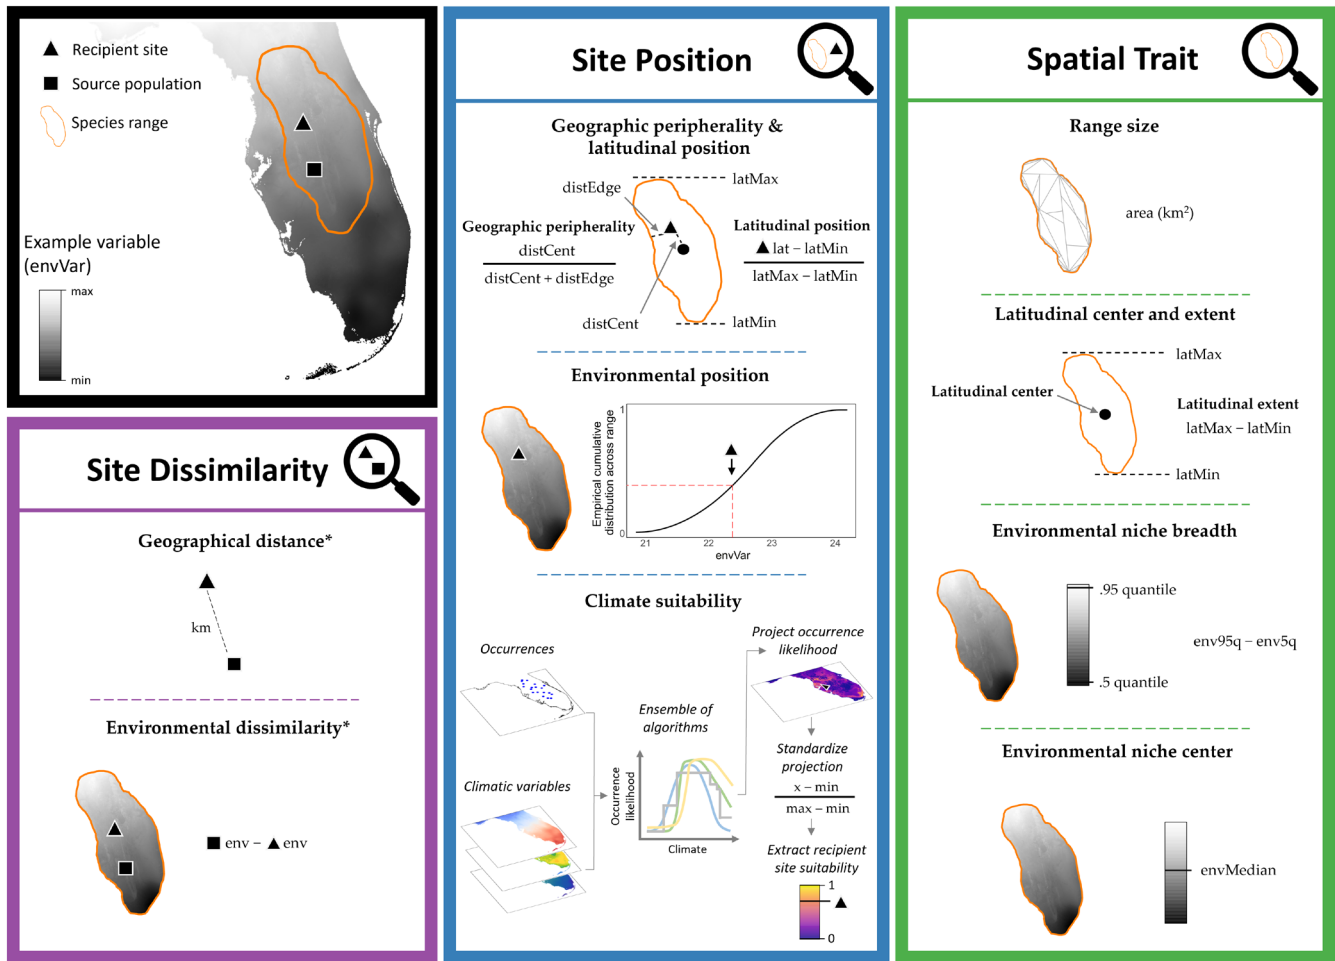 ▲ Recipient site
■ Source population
Species range
Example variable
(envVar)
max
min
Site Dissimilarity
Geographical distance*
km
Environmental dissimilarity*
■ env − ▲ env
Site Position
Geographic peripherality &
latitudinal position
distEdge
latMax
Geographic peripherality
distCent
distCent + distEdge
Latitudinal position
▲ lat − latMin
latMax − latMin
distCent
latMin
Environmental position
Empirical cumulative
distribution across range
1
0
21
22
23
24
envVar
Climate suitability
Occurrences
Climatic variables
Ensemble of
algorithms
Occurrence
likelihood
Climate
Project occurrence
likelihood
Standardize
projection
x − min
max − min
Extract recipient
site suitability
1
0
Spatial Trait
Range size
area (km²)
Latitudinal center and extent
latMax
Latitudinal center
Latitudinal extent
latMax − latMin
latMin
Environmental niche breadth
.95 quantile
env95q − env5q
.5 quantile
Environmental niche center
envMedian